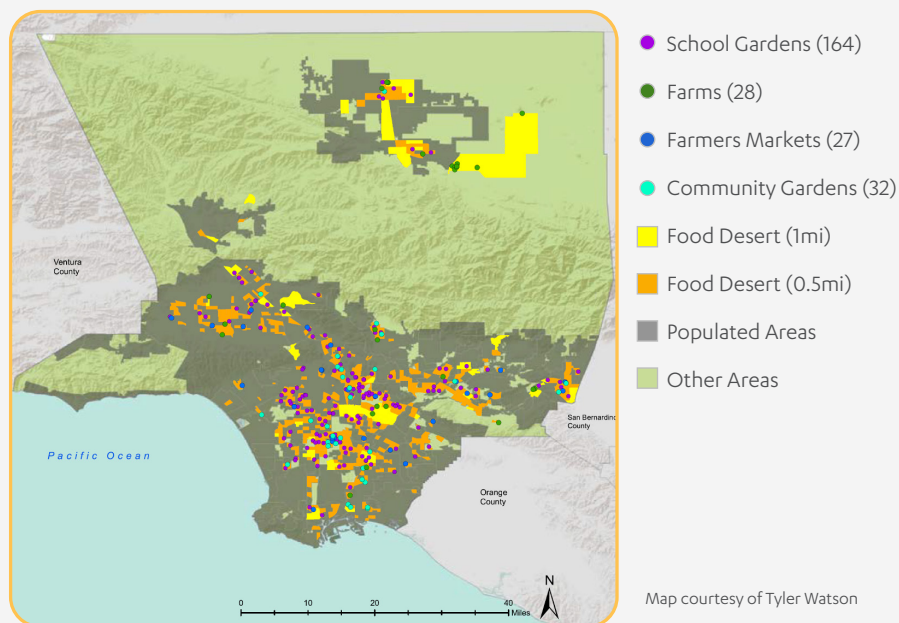 School Gardens (164)
Farms (28)
Farmers Markets (27)
Community Gardens (32)
Food Desert (1mi)
Food Desert (0.5mi)
Populated Areas
Other Areas
Ventura
County
San Bernardino
County
Pacific Ocean
Orange
County
N
0 10 20 40
Miles
Map courtesy of Tyler Watson